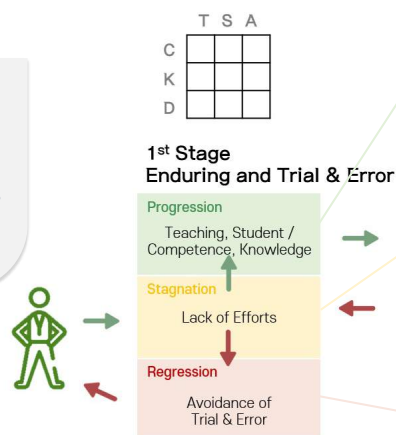 T S A
C
K
D
1st Stage
Enduring and Trial & Error
Progression
Teaching, Student /
Competence, Knowledge
Stagnation
Lack of Efforts
Regression
Avoidance of
Trial & Error